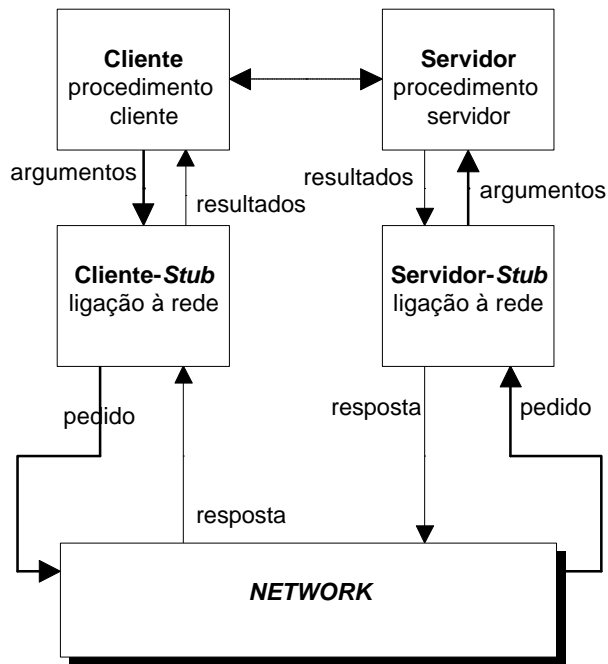 Cliente
procedimento
cliente
Servidor
procedimento
servidor
argumentos
resultados
resultados
argumentos
Cliente-Stub
ligação à rede
Servidor-Stub
ligação à rede
pedido
resposta
resposta
pedido
NETWORK